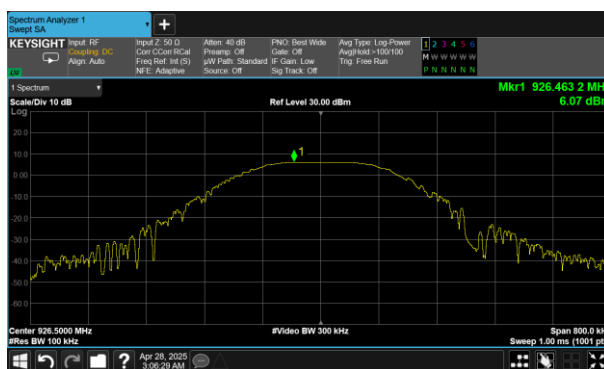 Spectrum Analyzer 1
Swept SA
+
KEYSIGHT Input: RF Input Z: 50 Ω Atten: 40 dB PNO: Best Wide Avg Type: Log-Power 1 2 3 4 5 6
Coupling: DC Corr CCorr RCal Preamp: Off Gate: Off Avg|Hold:>100/100 M W W W W W
Align: Auto Freq Ref: Int (S) µW Path: Standard IF Gain: Low Trig: Free Run
NFE: Adaptive Source: Off Sig Track: Off P N N N N N
1 Spectrum
Mkr1 926.463 2 MH
Scale/Div 10 dB Ref Level 30.00 dBm 6.07 dB
Log
20.0
10.0
0.00
-10.0
-20.0
-30.0
-40.0
-50.0
-60.0
1
Center 926.5000 MHz #Video BW 300 kHz Span 800.0 k
#Res BW 100 kHz Sweep 1.00 ms (1001 pt
? Apr 28, 2025
3:06:29 AM